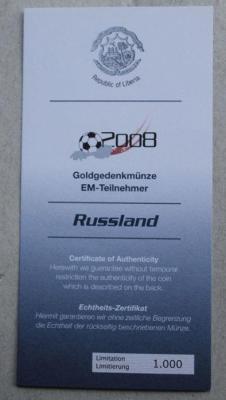 Republic of Liberia
2008
Goldgedenkmünze
EM-Teilnehmer
Russland
Certificate of Authenticity
Herewith we guarantee without temporal
restriction the authenticity of the coin
which is described on the back.
Echtheits-Zertifikat
Hiermit garantieren wir ohne zeitliche Begrenzung
die Echtheit der rückseitig beschriebenen Münze.
Limitation
Limitierung
1.000